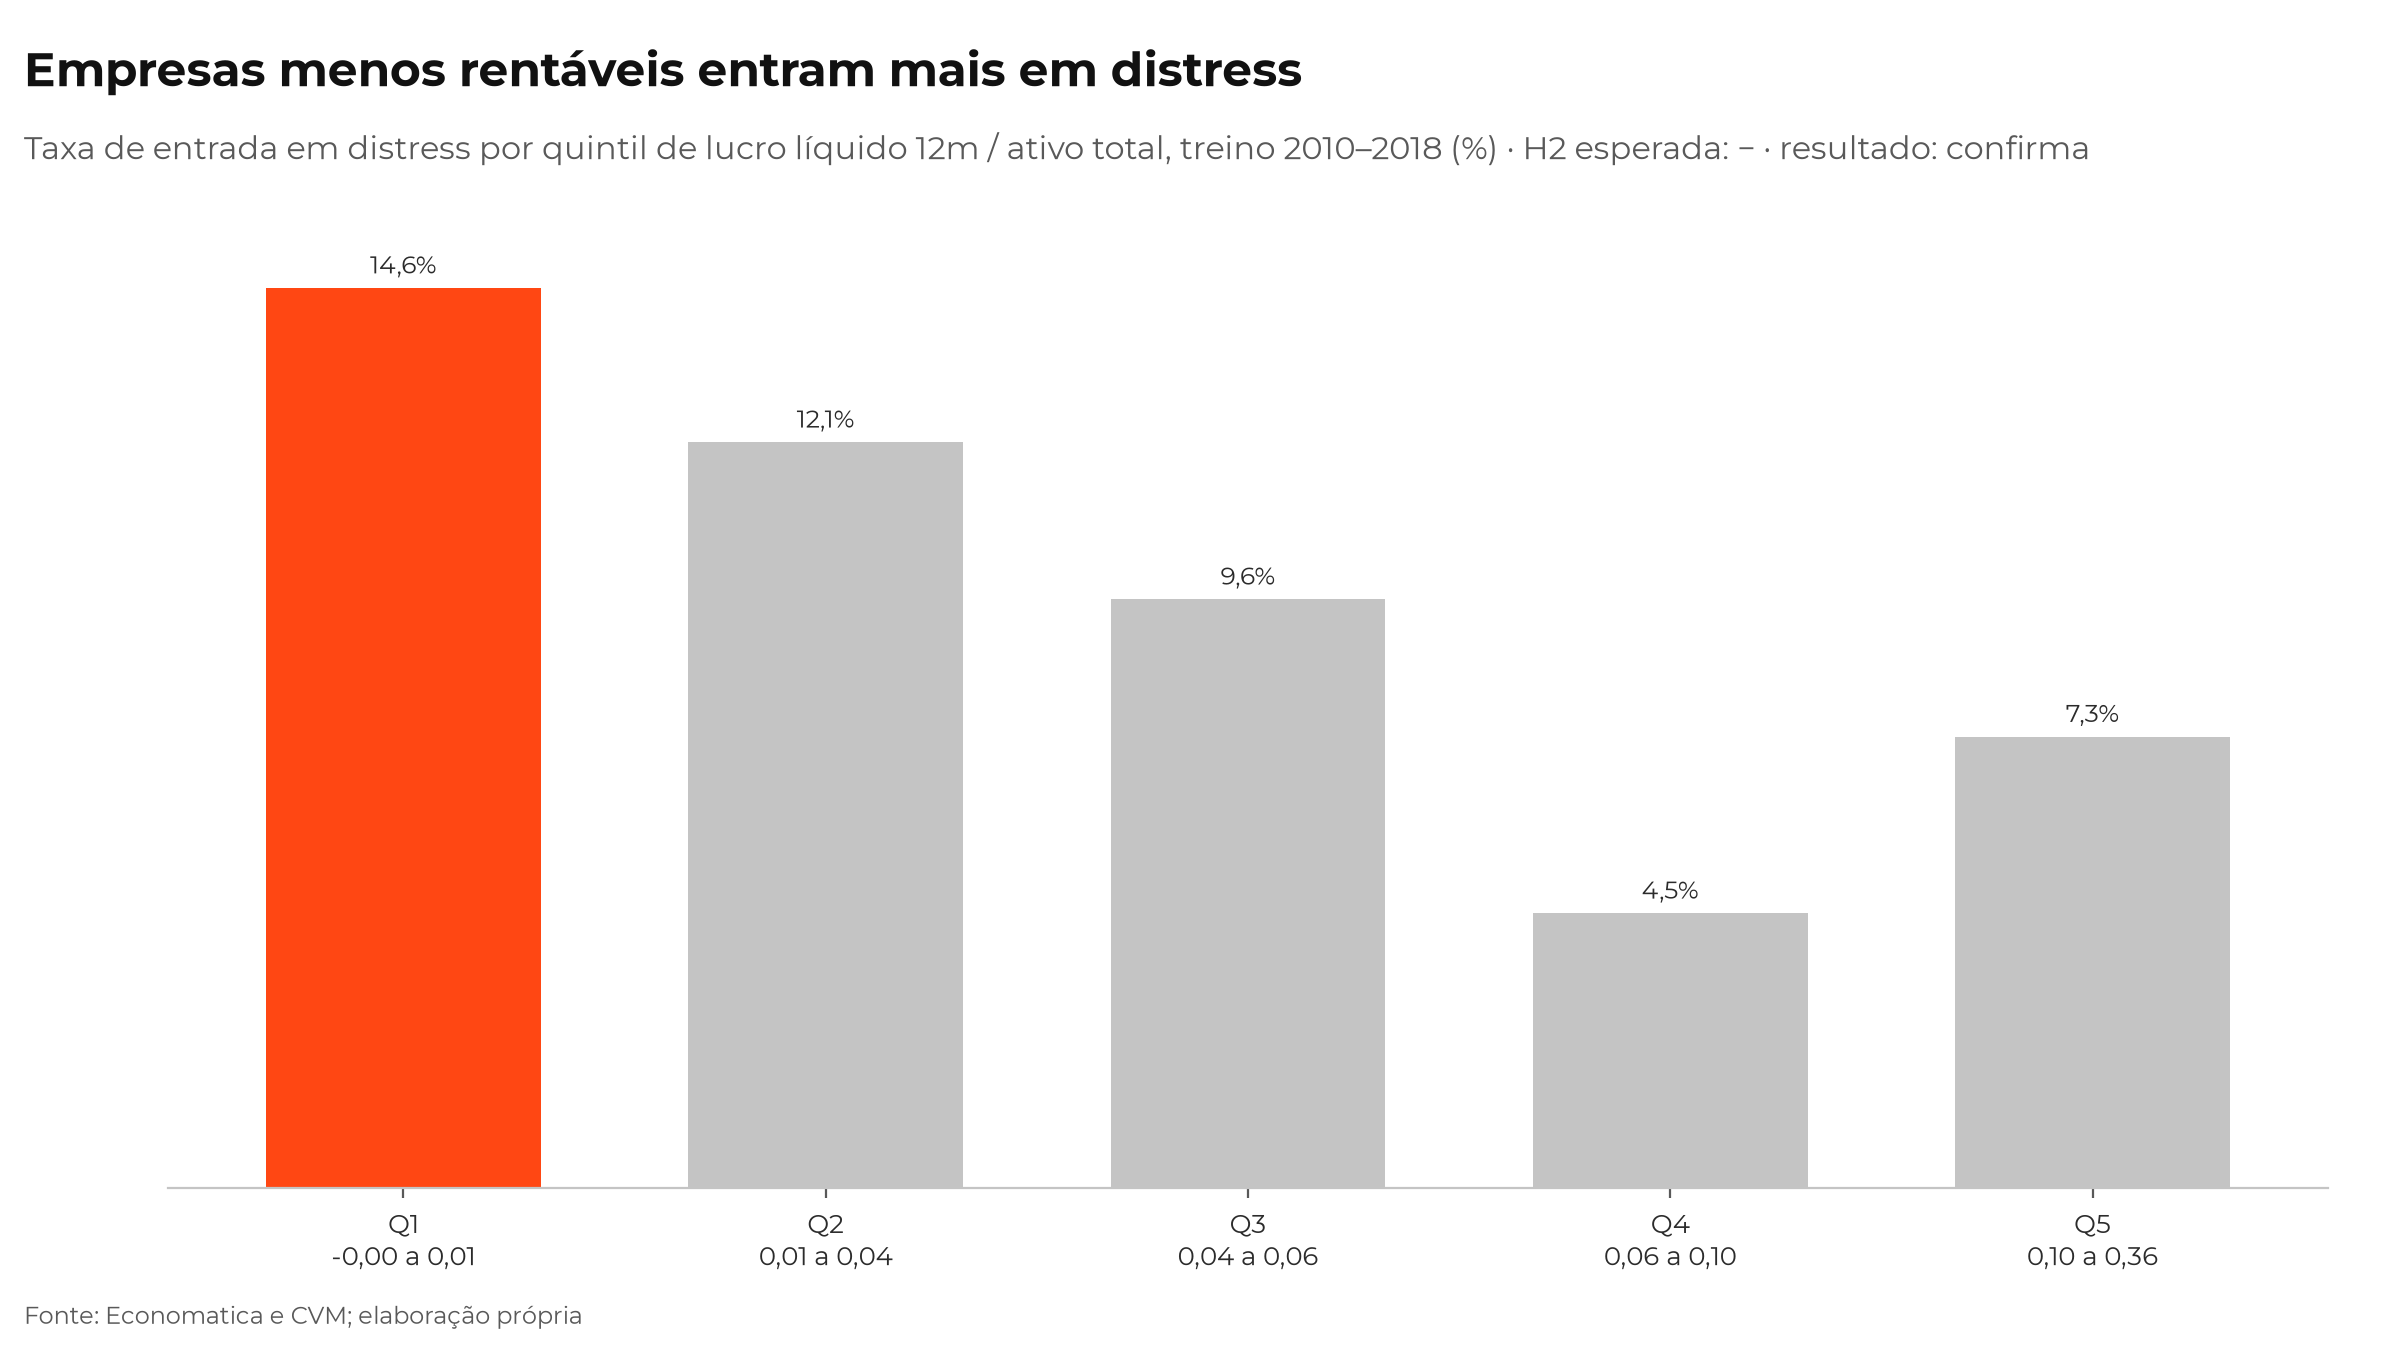 Empresas menos rentáveis entram mais em distress
Taxa de entrada em distress por quintil de lucro líquido 12m / ativo total, treino 2010–2018 (%) · H2 esperada: − · resultado: confirma
14,6%
12,1%
9,6%
4,5%
7,3%
Q1
-0,00 a 0,01
Q2
0,01 a 0,04
Q3
0,04 a 0,06
Q4
0,06 a 0,10
Q5
0,10 a 0,36
Fonte: Economatica e CVM; elaboração própria